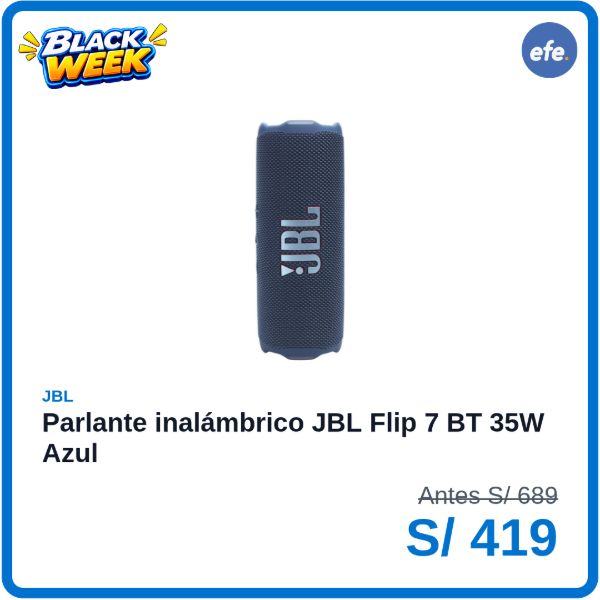 BLACK
WEEK
efe.
JBL
JBL
Parlante inalámbrico JBL Flip 7 BT 35W
Azul
Antes S/ 689
S/ 419